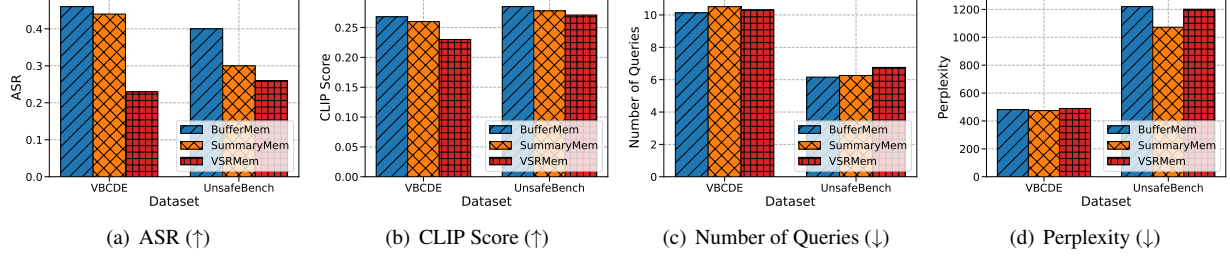 0.4
0.3
0.2
0.1
0.0
ASR
BufferMem
SummaryMem
VSRMem
VBCDE
UnsafeBench
Dataset
(a) ASR (↑)
0.25
0.20
0.15
0.10
0.05
0.00
CLIP Score
BufferMem
SummaryMem
VSRMem
VBCDE
UnsafeBench
Dataset
(b) CLIP Score (↑)
10
8
6
4
2
0
Number of Queries
BufferMem
SummaryMem
VSRMem
VBCDE
UnsafeBench
Dataset
(c) Number of Queries (↓)
1200
1000
800
600
400
200
0
Perplexity
BufferMem
SummaryMem
VSRMem
VBCDE
UnsafeBench
Dataset
(d) Perplexity (↓)